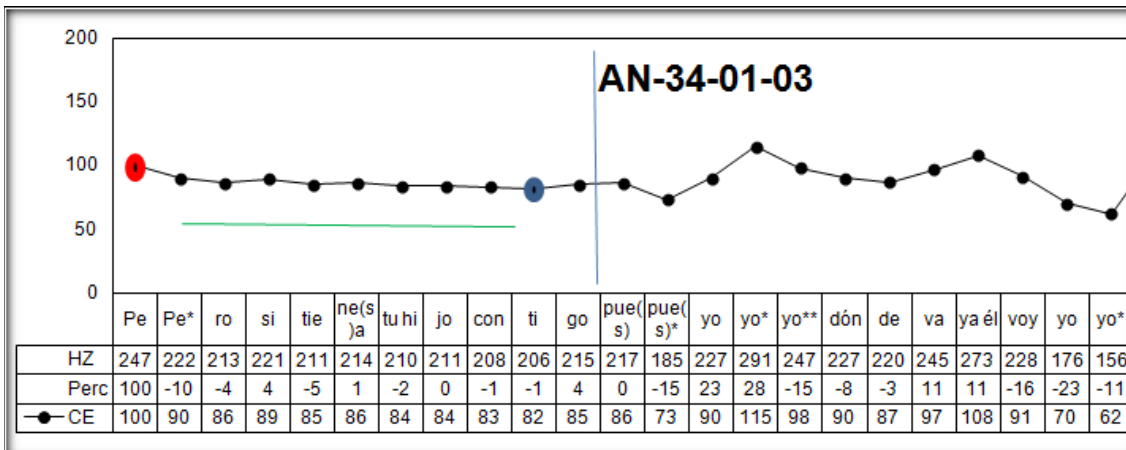 200
AN-34-01-03
150
100
50
0
Pe Pe* ro si tie ne(s)a tu hi jo con ti go pue(s) pue(s)* yo yo* yo** dón de va ya él voy yo yo*
HZ 247 222 213 221 211 214 210 211 208 206 215 217 185 227 291 247 227 220 245 273 228 176 156
Perc 100 -10 -4 4 -5 1 -2 0 -1 -1 4 0 -15 23 28 -15 -8 -3 11 11 -16 -23 -11
CE 100 90 86 89 85 86 84 84 83 82 85 86 73 90 115 98 90 87 97 108 91 70 62